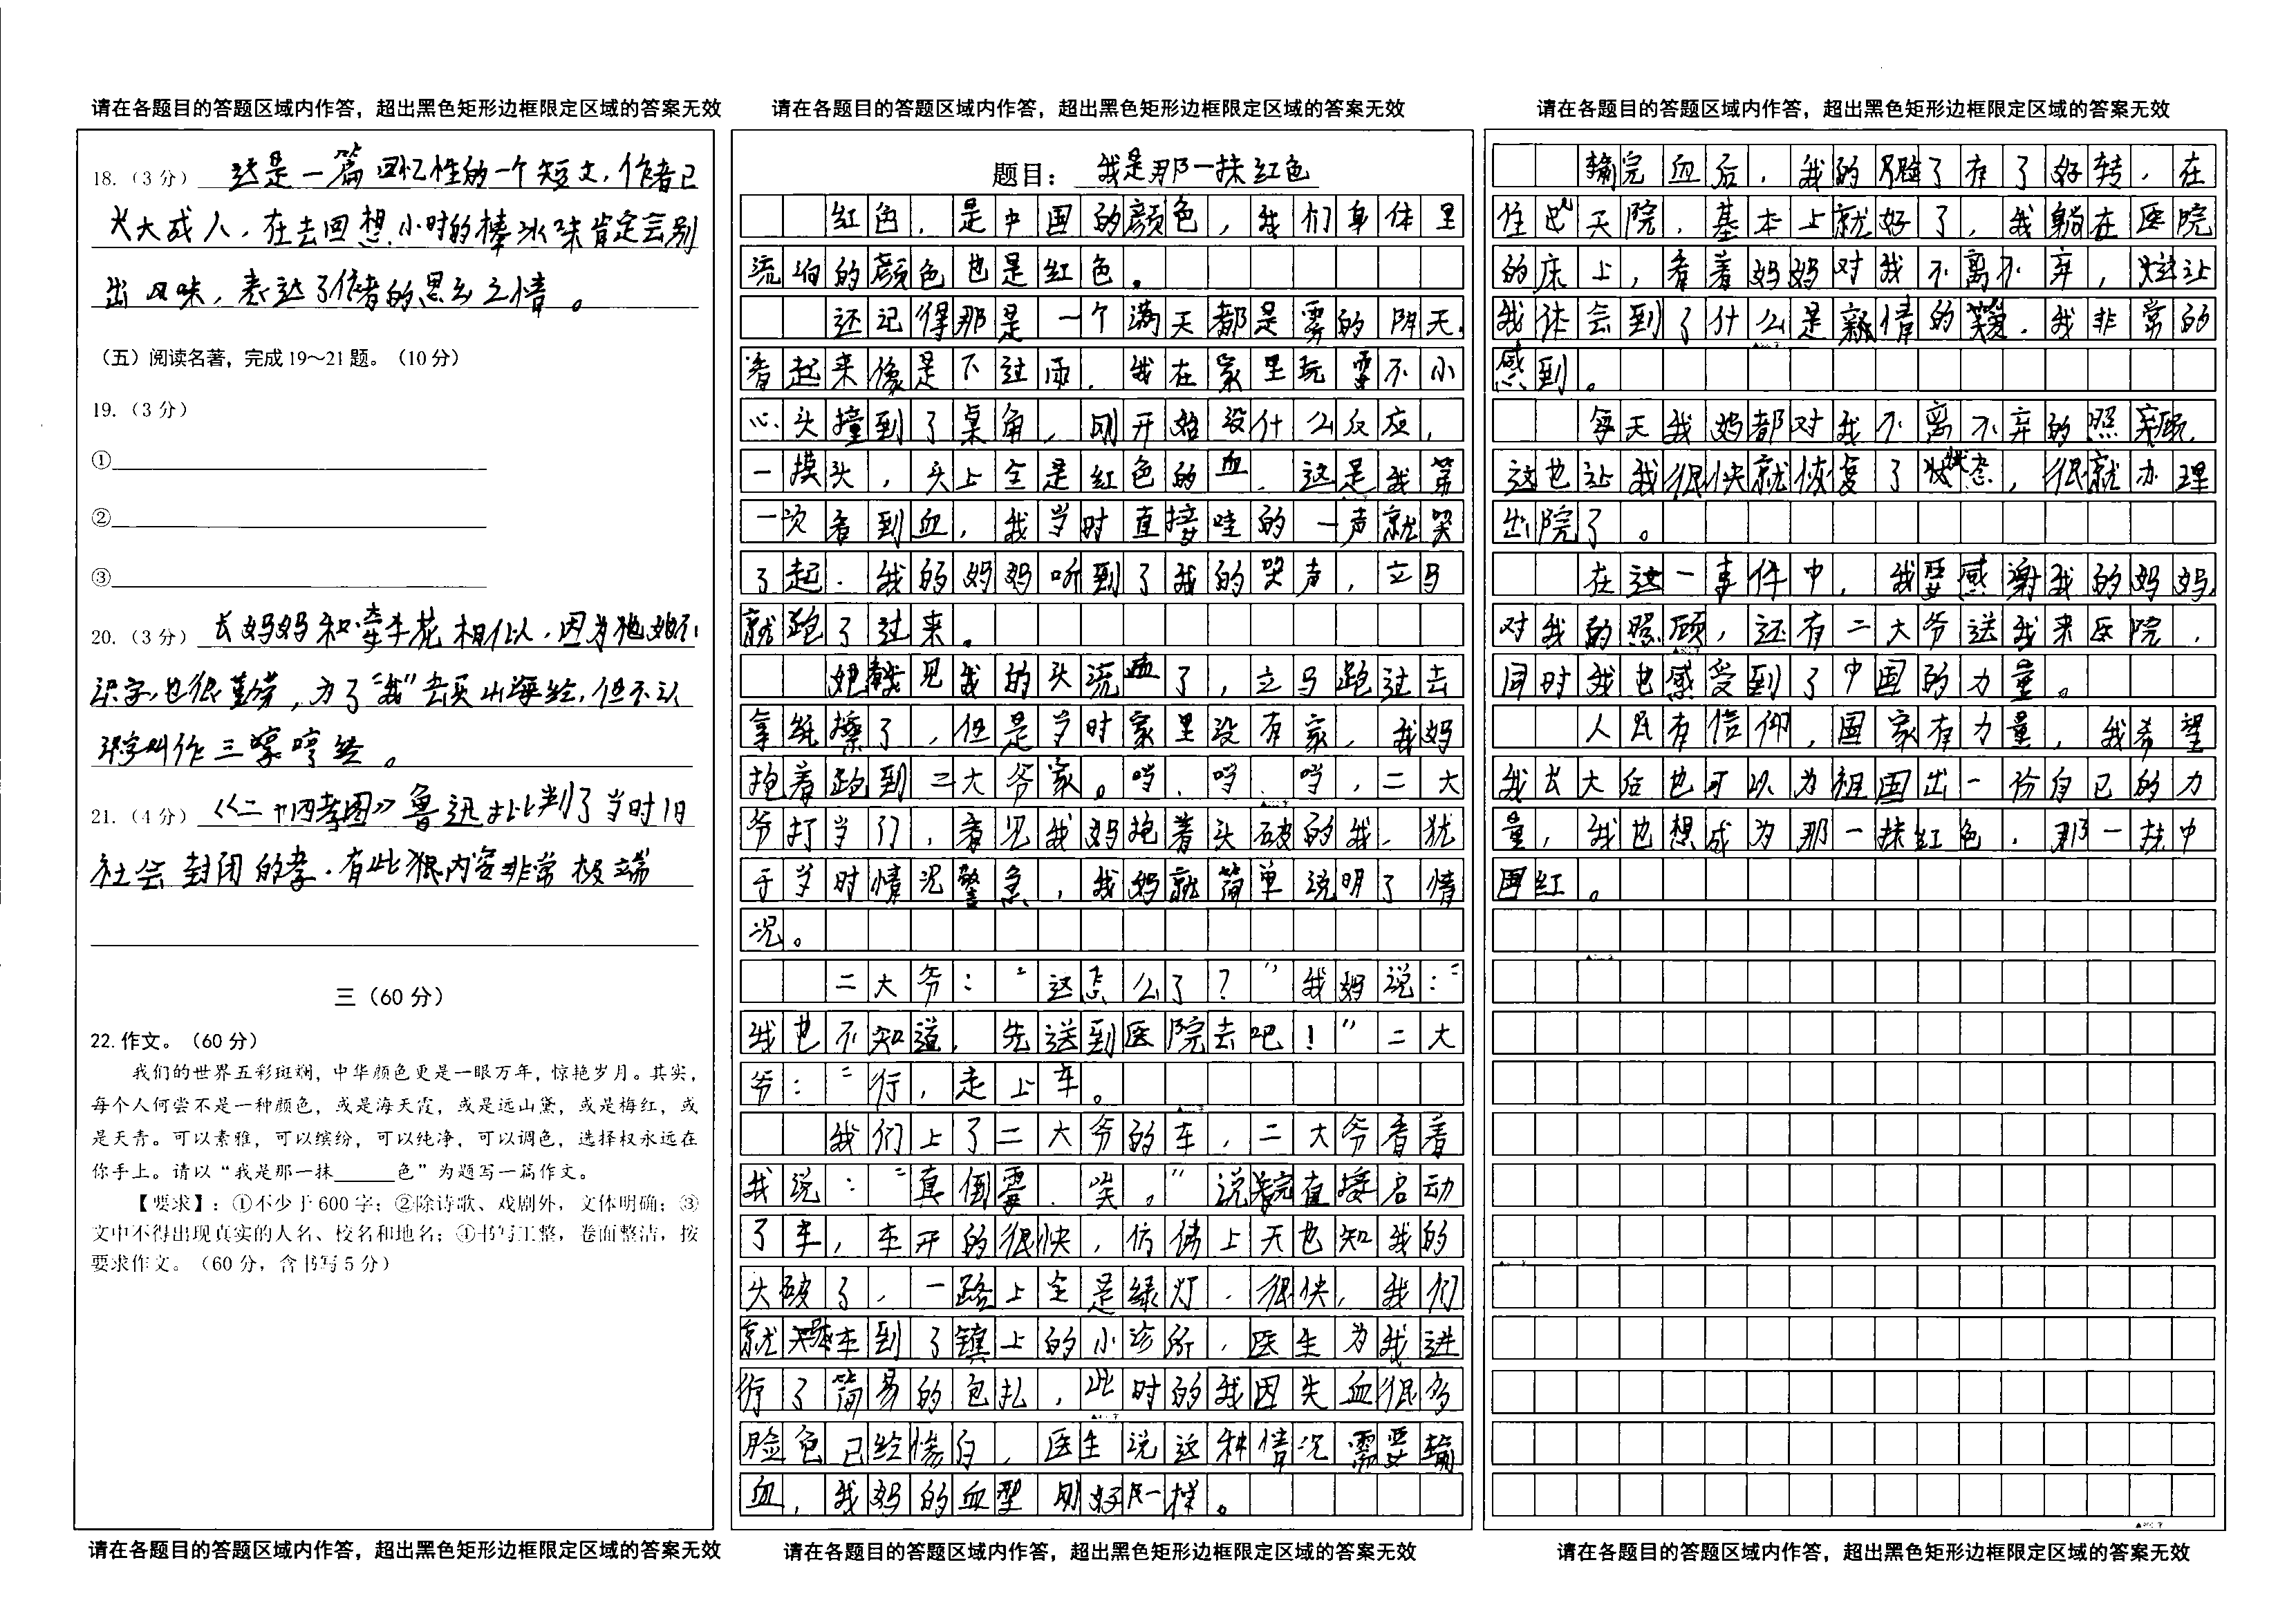 请在各题目的答题区域内作答，超出黑色矩形边框限定区域的答案无效
18.（3分） 这是一篇回忆性的一个短文，作者已
长大成人，在去回想小时的棒冰味肯定会别
出风味，表达了作者的思乡之情。
（五）阅读名著，完成19～21题。（10分）
19.（3分）
①
②
③
20.（3分） 长妈妈和牵牛花相似，因为她不
识字也很勤劳，为了“我”去买山海经，但不认
识字叫作三哼哼经。
21.（4分）《二十四孝图》鲁迅批判了当时旧
社会封闭的孝，有些狠内容非常极端
三（60分）
22.作文。（60分）
我们的世界五彩斑斓，中华颜色更是一眼万年，惊艳岁月。其实，
每个人何尝不是一种颜色，或是海天霞，或是远山黛，或是梅红，或
是天青。可以素雅，可以缤纷，可以纯净，可以调色，选择权永远在
你手上。请以“我是那一抹______色”为题写一篇作文。
【要求】：①不少于600字；②除诗歌、戏剧外，文体明确；③
文中不得出现真实的人名、校名和地名；④书写工整，卷面整洁，按
要求作文。（60分，含书写5分）
请在各题目的答题区域内作答，超出黑色矩形边框限定区域的答案无效
请在各题目的答题区域内作答，超出黑色矩形边框限定区域的答案无效
题目： 我是那一抹红色
红色，是中国的颜色，我们身体里
流淌的颜色也是红色。
还记得那是一个满天都是雾的阴天，
看起来像是下过雨，我在家里玩耍不小
心头撞到了桌角，刚开始没什么反应，
一摸头，头上全是红色的血，这是我第
一次看到血，我当时直接哇的一声就哭
了起。我的妈妈听到了我的哭声，立马
就跑了过来。
她见我的头流血了，立马跑过去
拿纸擦了，但是当时家里没有家，我妈
抱着跑到二大爷家。咚，咚，咚，二大
爷打当门，看见我妈抱着头破的我，犹
于当时情况紧急，我妈就简单说明了情
况。
二大爷：“这怎么了？”我妈说：“
我也不知道，先送到医院去吧！”二大
爷：“行，走上车。
我们上了二大爷的车，二大爷看着
我说：“真倒霉，唉。”说完直接启动
了车，车开的很快，仿佛上天也知我的
头破了，一路上全是绿灯，很快，我们
就车到了镇上的小诊所，医生为我进
行了简易的包扎，此时的我因失血很多
脸色已经惨白，医生说这种情况需要输
血，我妈的血型刚好一样。
请在各题目的答题区域内作答，超出黑色矩形边框限定区域的答案无效
请在各题目的答题区域内作答，超出黑色矩形边框限定区域的答案无效
输完血后，我的了有了好转，在
住天院，基本上就好了，我躺在医院
的床上，看着妈妈对我不离不弃，让
我体会到了什么是亲情的，我非常的
感到。
每天我妈都对我不离不弃的照顾，
这也让我很快就恢复了状态，很就办理
出院了。
在这一事件中，我要感谢我的妈妈，
对我的照顾，还有二大爷送我来医院，
同时我也感受到了中国的力量。
人民有信仰，国家有力量，我希望
我长大后也可以为祖国出一份自己的力
量，我也想成为那一抹红色，那一抹中
国红。
请在各题目的答题区域内作答，超出黑色矩形边框限定区域的答案无效